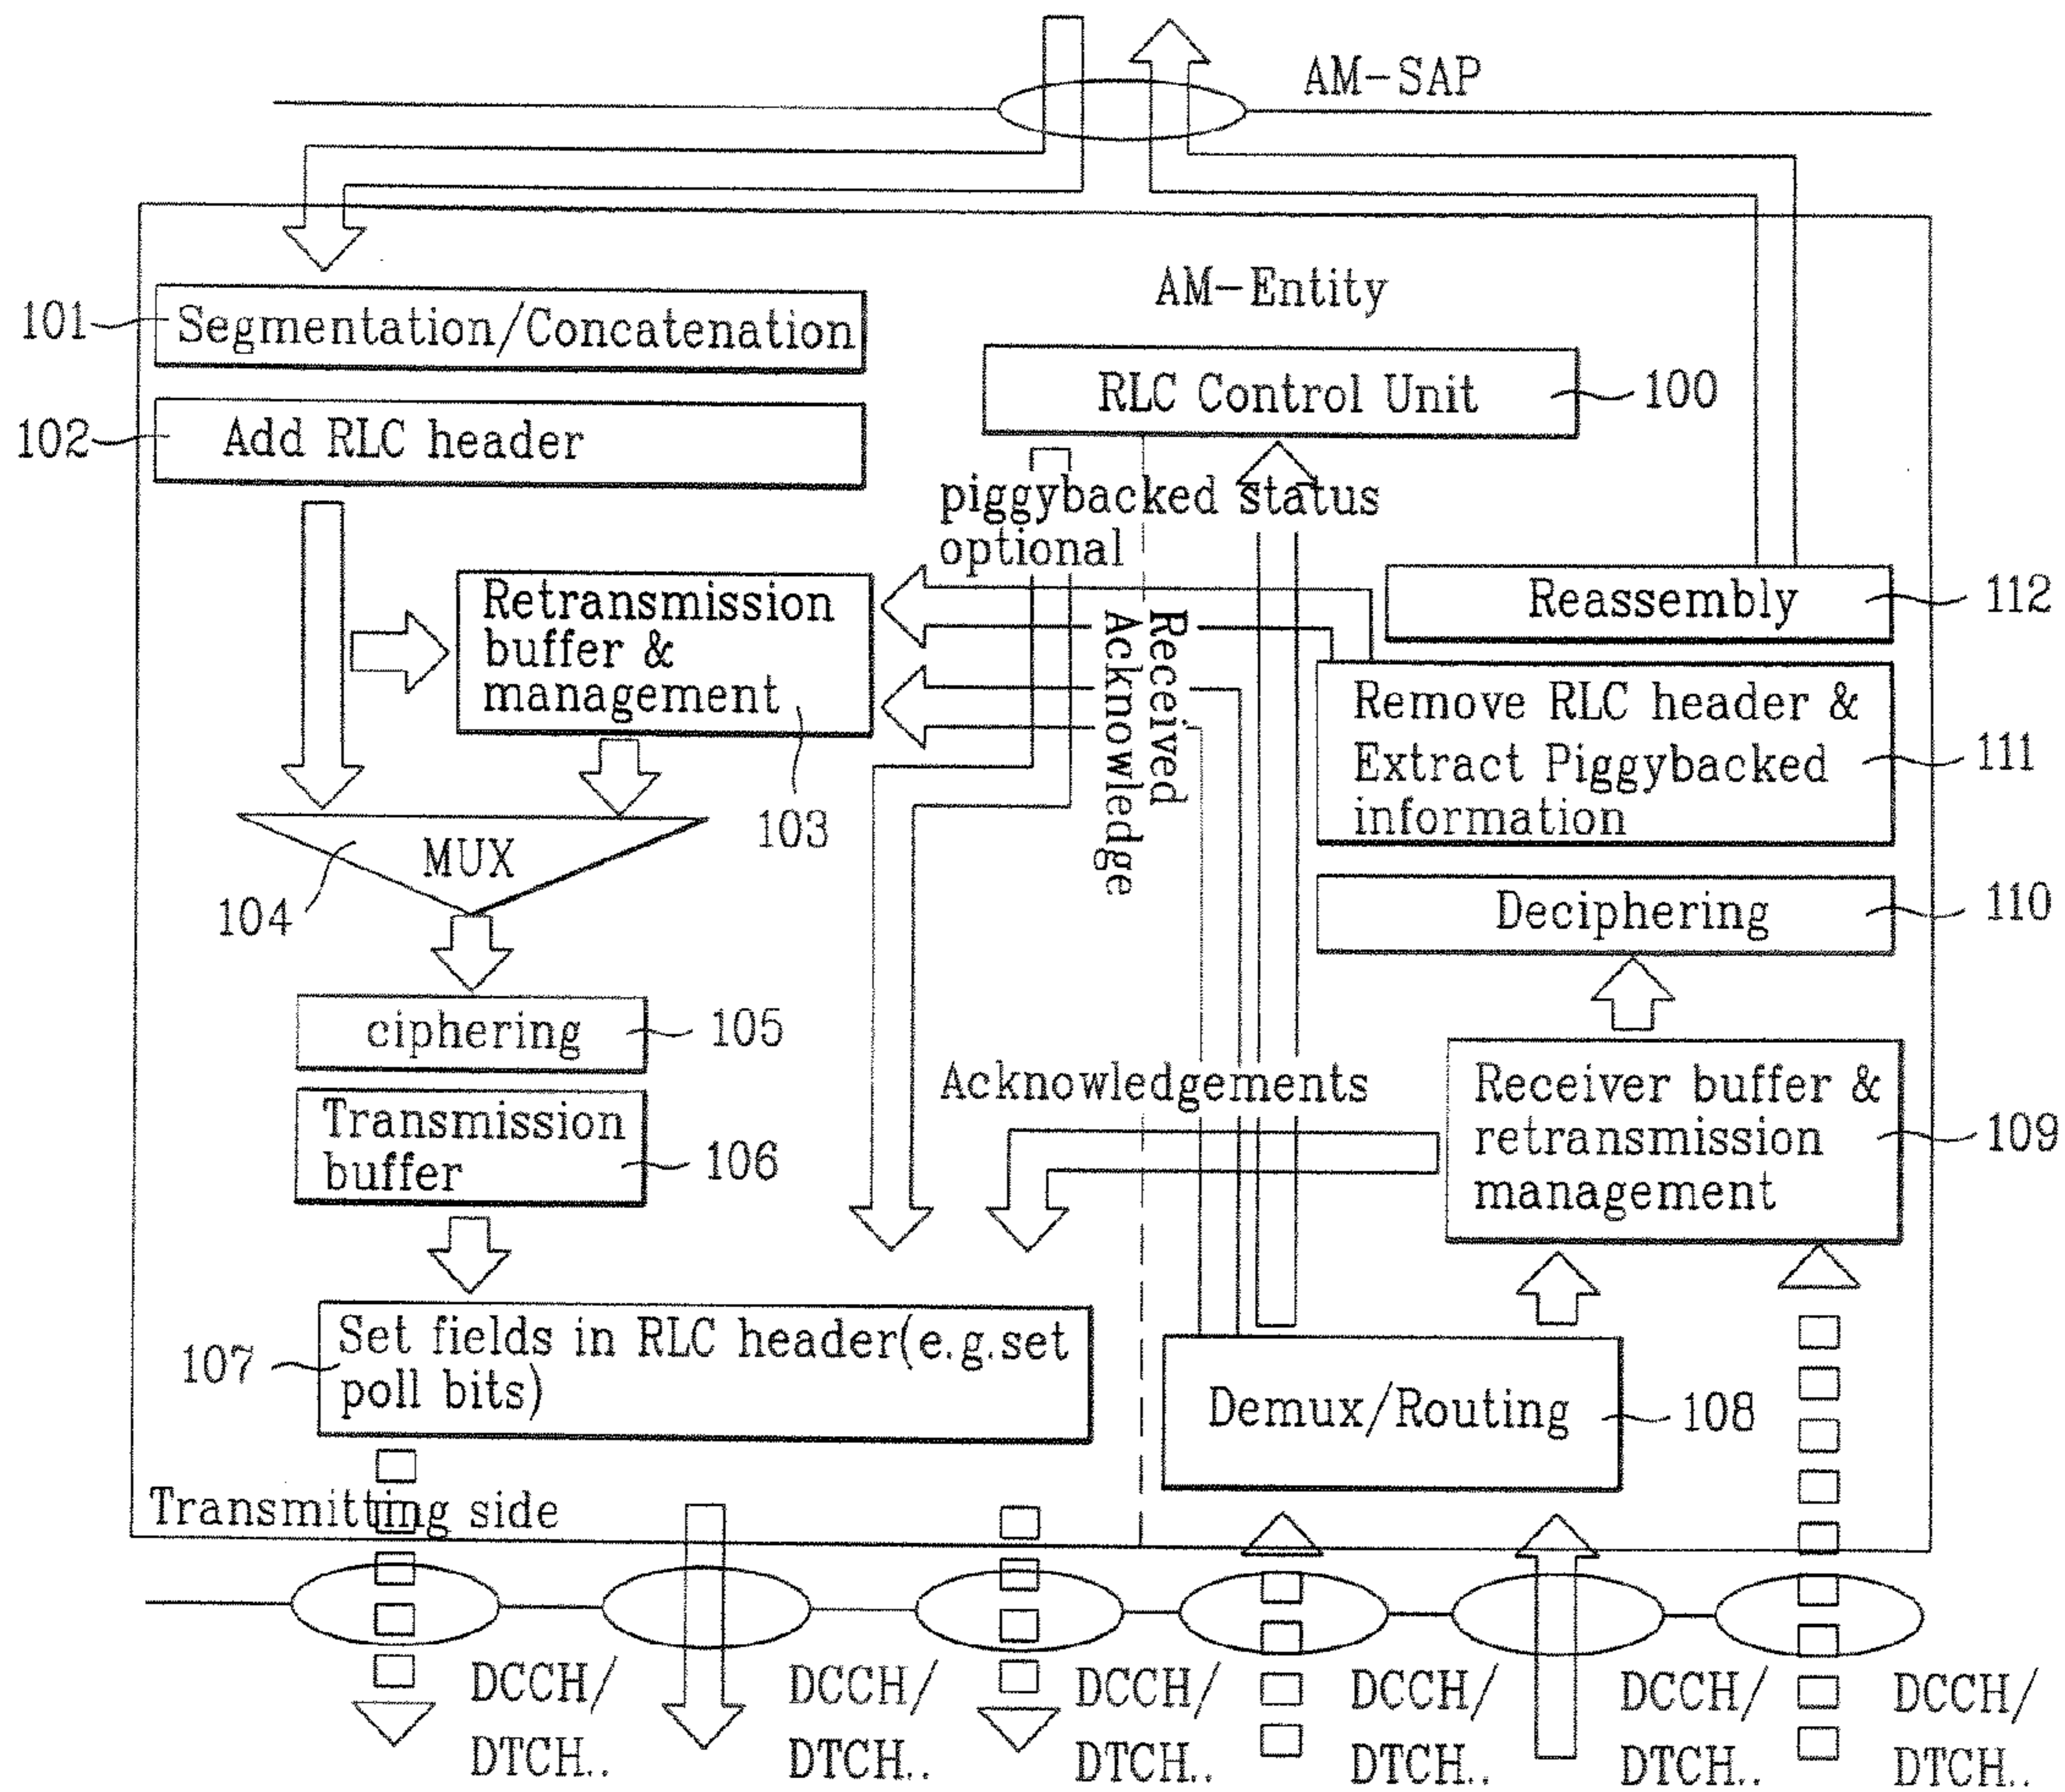 AM-SAP
AM-Entity
101
Segmentation/Concatenation
RLC Control Unit
100
102
Add RLC header
piggybacked status
optional
Retransmission
buffer &
management
103
Received
Acknowledge
Reassembly
112
Remove RLC header &
Extract Piggybacked
information
111
MUX
104
Deciphering
110
ciphering
105
Acknowledgements
Receiver buffer &
retransmission
management
109
Transmission
buffer
106
107
Set fields in RLC header(e.g.set
poll bits)
Demux/Routing
108
Transmitting side
DCCH/
DTCH..
DCCH/
DTCH..
DCCH/
DTCH..
DCCH/
DTCH..
DCCH/
DTCH..
DCCH/
DTCH..